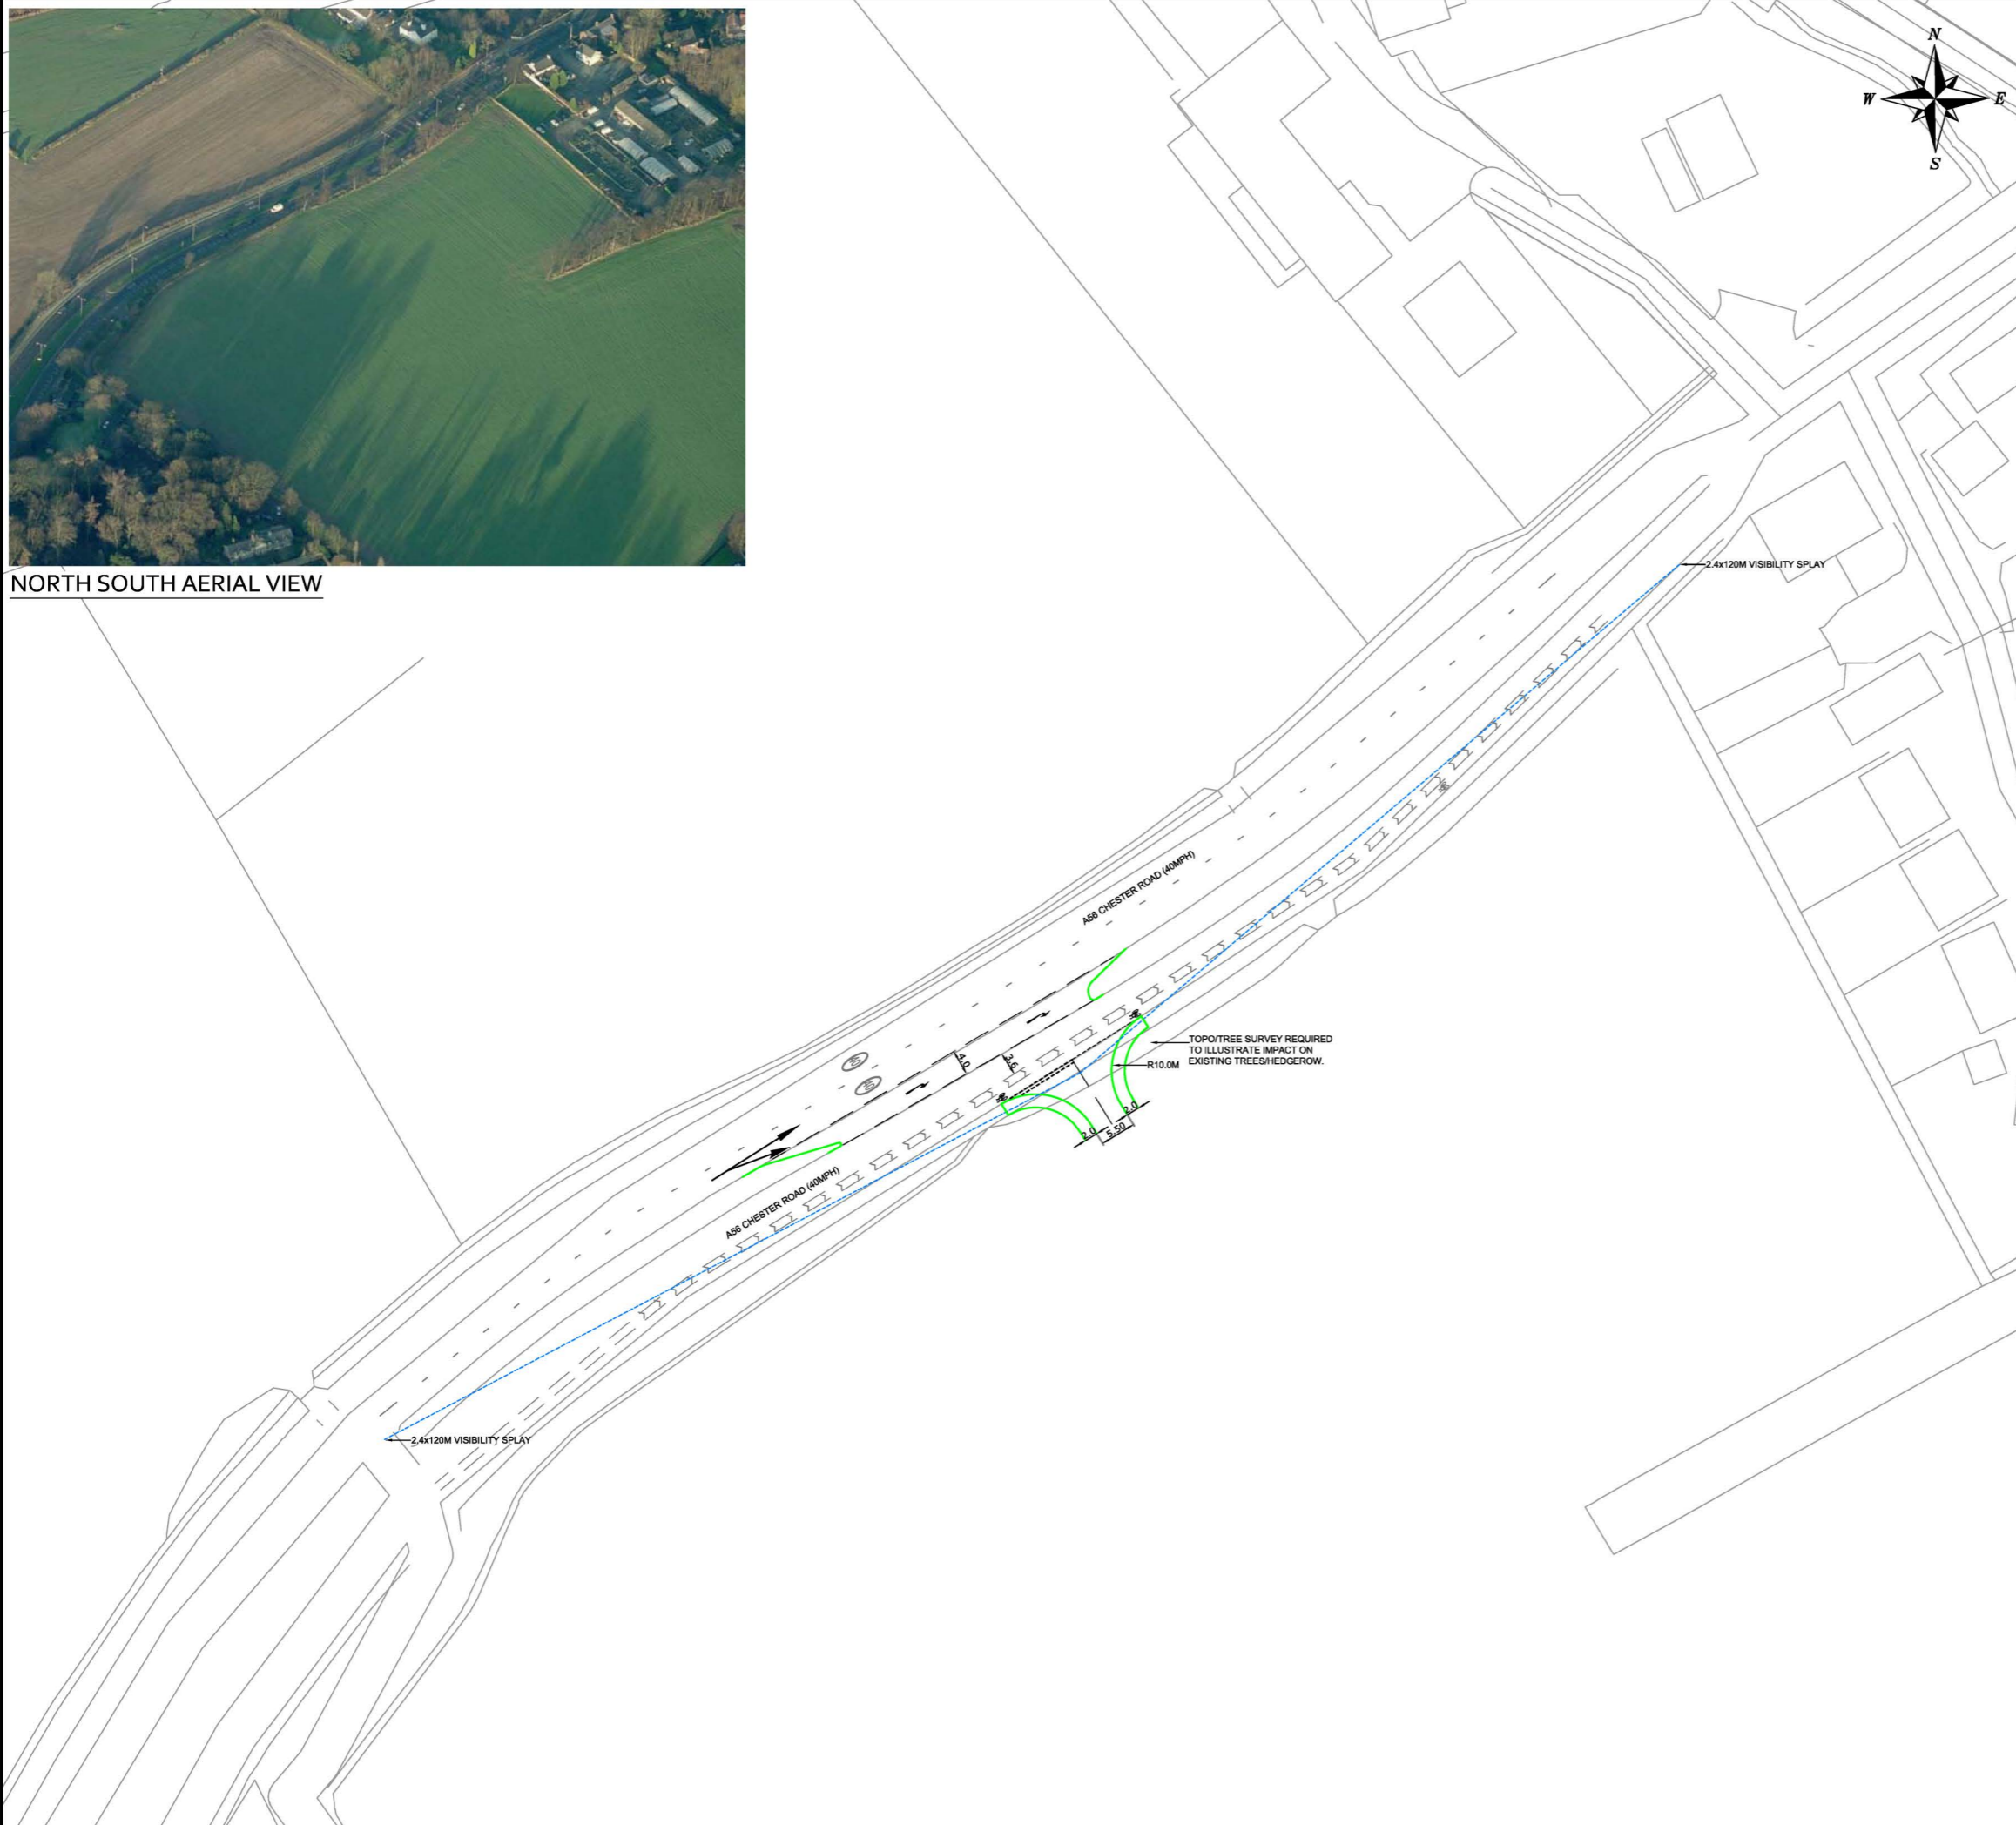 N
W
E
S
NORTH SOUTH AERIAL VIEW
2.4x120M VISIBILITY SPLAY
A56 CHESTER ROAD (40MPH)
TOPO/TREE SURVEY REQUIRED
TO ILLUSTRATE IMPACT ON
EXISTING TREES/HEDGEROW.
R10.0M
4.0
3.6
2.0
5.50
2.0
A56 CHESTER ROAD (40MPH)
2.4x120M VISIBILITY SPLAY